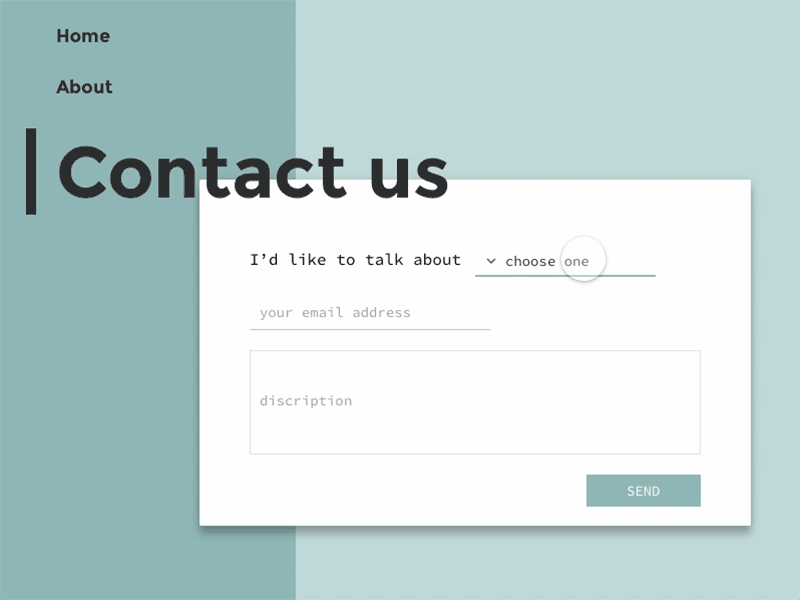 Home
About
Contact us
I’d like to talk about choose one
your email address
discription
SEND